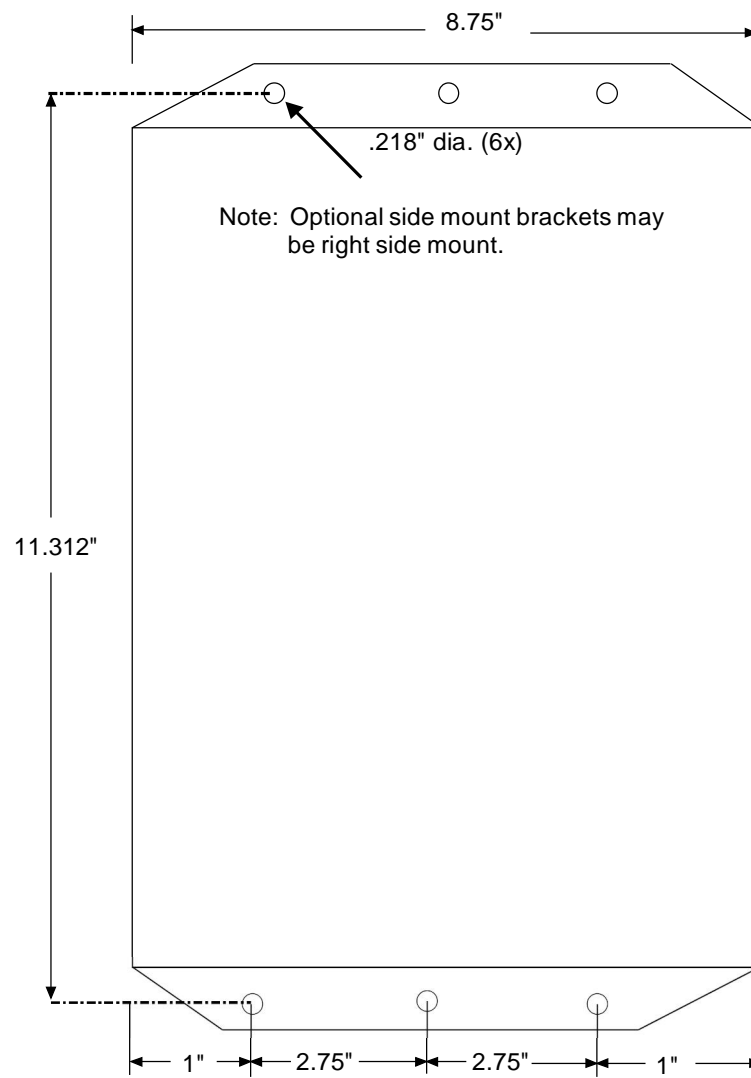 8.75"
.218" dia. (6x)
Note: Optional side mount brackets may
be right side mount.
11.312"
1" 2.75" 2.75" 1"